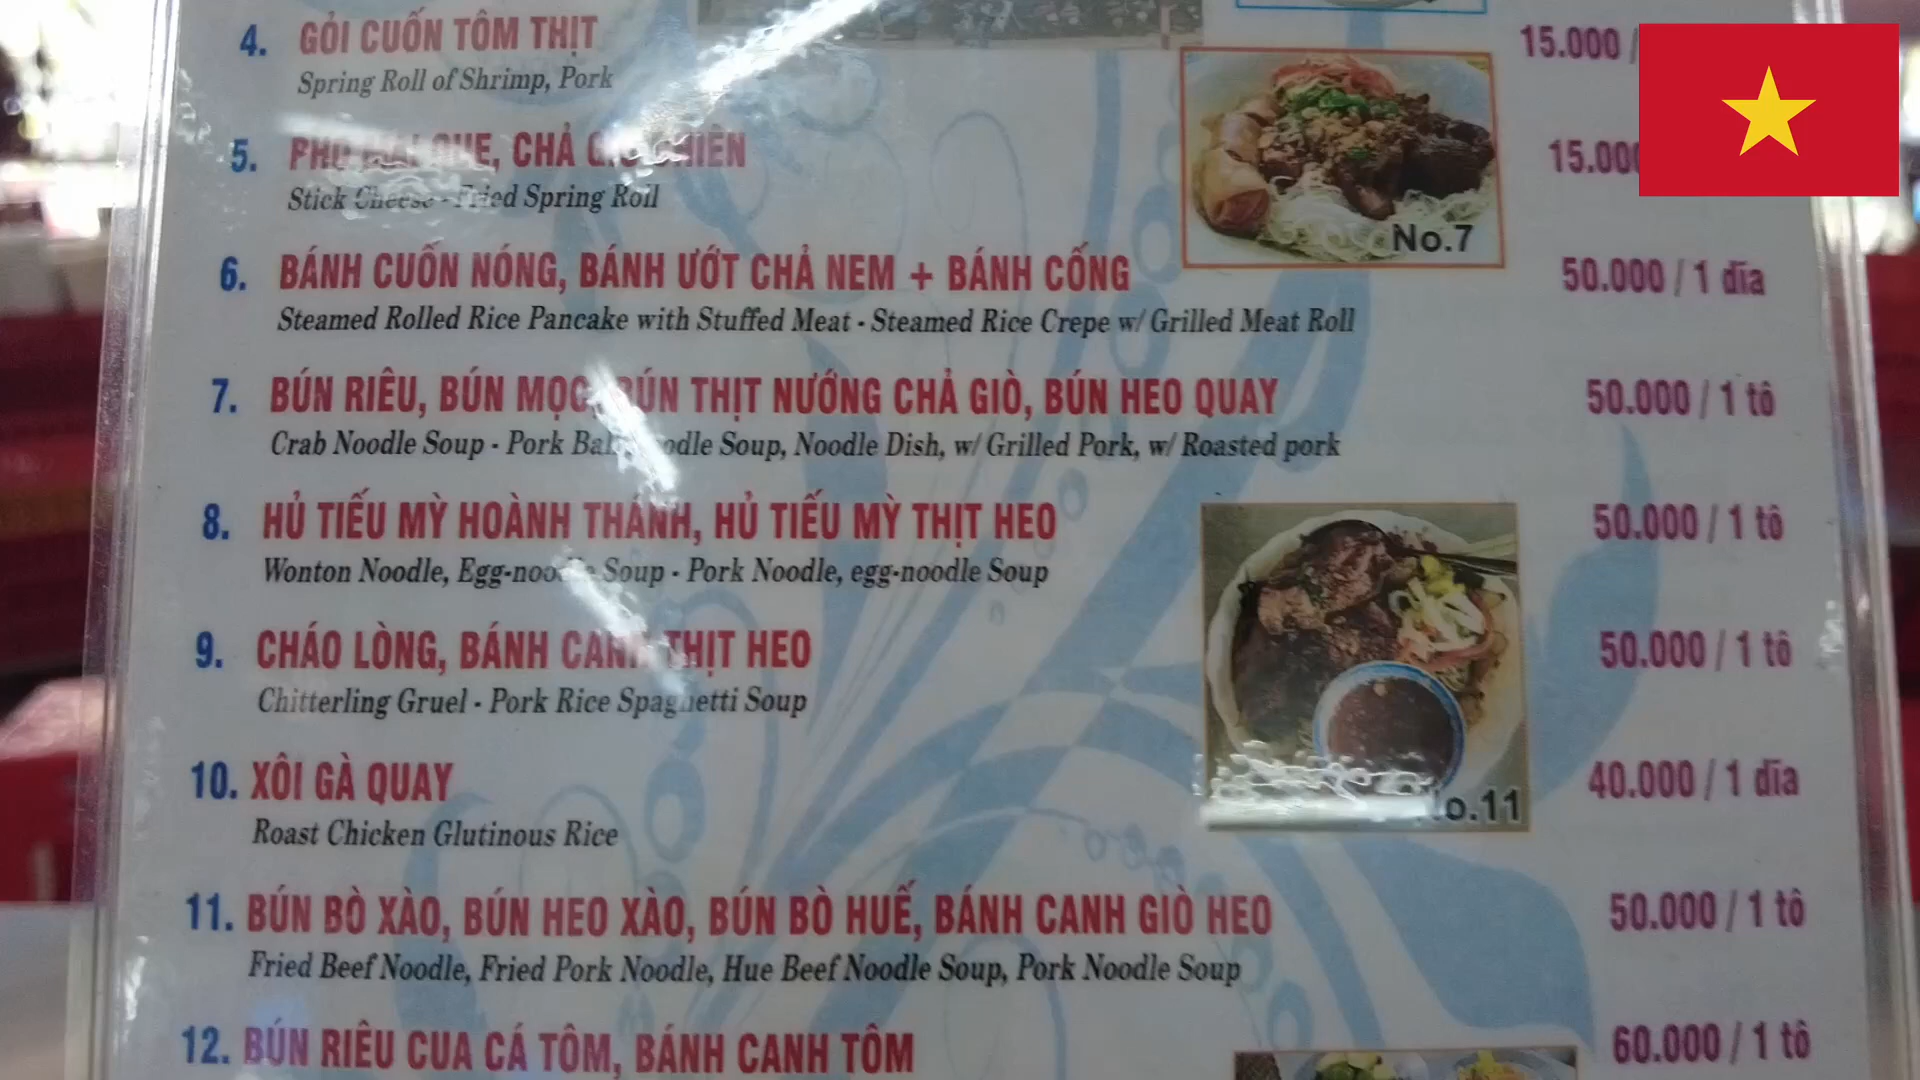 4. GỎI CUỐN TÔM THỊT 15.000 /
Spring Roll of Shrimp, Pork
5. QUE, CHẢ 15.000
Stick Cheese - Fried Spring Roll
No.7
6. BÁNH CUỐN NÓNG, BÁNH ƯỚT CHẢ NEM + BÁNH CỐNG 50.000 / 1 dĩa
Steamed Rolled Rice Pancake with Stuffed Meat - Steamed Rice Crepe w/ Grilled Meat Roll
7. BÚN RIÊU, BÚN MỌC, BÚN THỊT NƯỚNG CHẢ GIÒ, BÚN HEO QUAY 50.000 / 1 tô
Crab Noodle Soup - Pork Ball Noodle Soup, Noodle Dish, w/ Grilled Pork, w/ Roasted pork
8. HỦ TIẾU MỲ HOÀNH THÁNH, HỦ TIẾU MỲ THỊT HEO 50.000 / 1 tô
Wonton Noodle, Egg-noodle Soup - Pork Noodle, egg-noodle Soup
9. CHÁO LÒNG, BÁNH CANH THỊT HEO 50.000 / 1 tô
Chitterling Gruel - Pork Rice Spaghetti Soup
10. XÔI GÀ QUAY 40.000 / 1 dĩa
No.11
Roast Chicken Glutinous Rice
11. BÚN BÒ XÀO, BÚN HEO XÀO, BÚN BÒ HUẾ, BÁNH CANH GIÒ HEO 50.000 / 1 tô
Fried Beef Noodle, Fried Pork Noodle, Hue Beef Noodle Soup, Pork Noodle Soup
12. BÚN RIÊU CUA CÁ TÔM, BÁNH CANH TÔM 60.000 / 1 tô